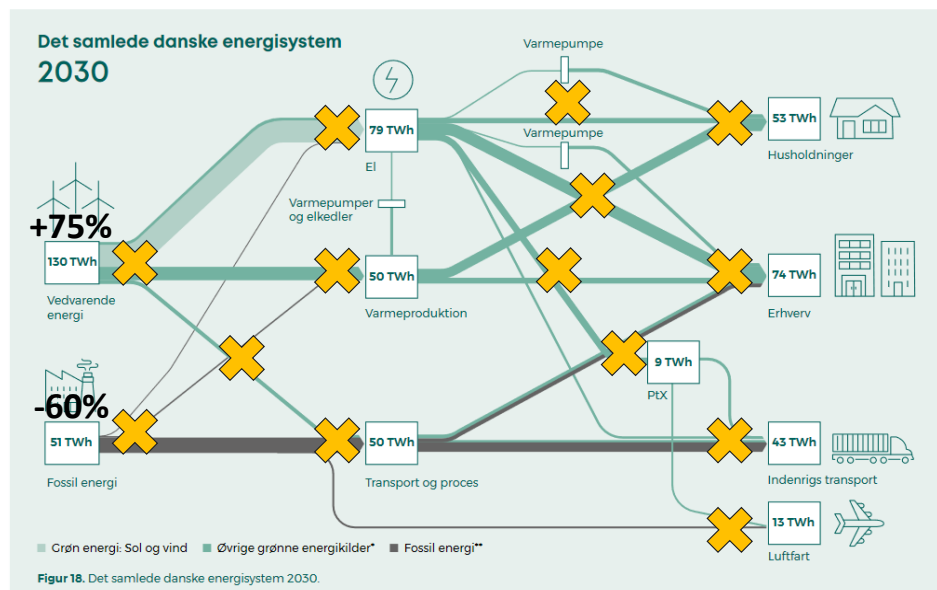 Det samlede danske energisystem
2030
Varmepumpe
79 TWh
El
53 TWh
Husholdninger
Varmepumpe
Varmepumper
og elkedler
+75%
130 TWh
Vedvarende
energi
50 TWh
Varmeproduktion
74 TWh
Erhverv
9 TWh
PtX
-60%
51 TWh
Fossil energi
50 TWh
Transport og proces
43 TWh
Indenrigs transport
13 TWh
Luftfart
Grøn energi: Sol og vind
Øvrige grønne energikilder*
Fossil energi**
Figur 18. Det samlede danske energisystem 2030.